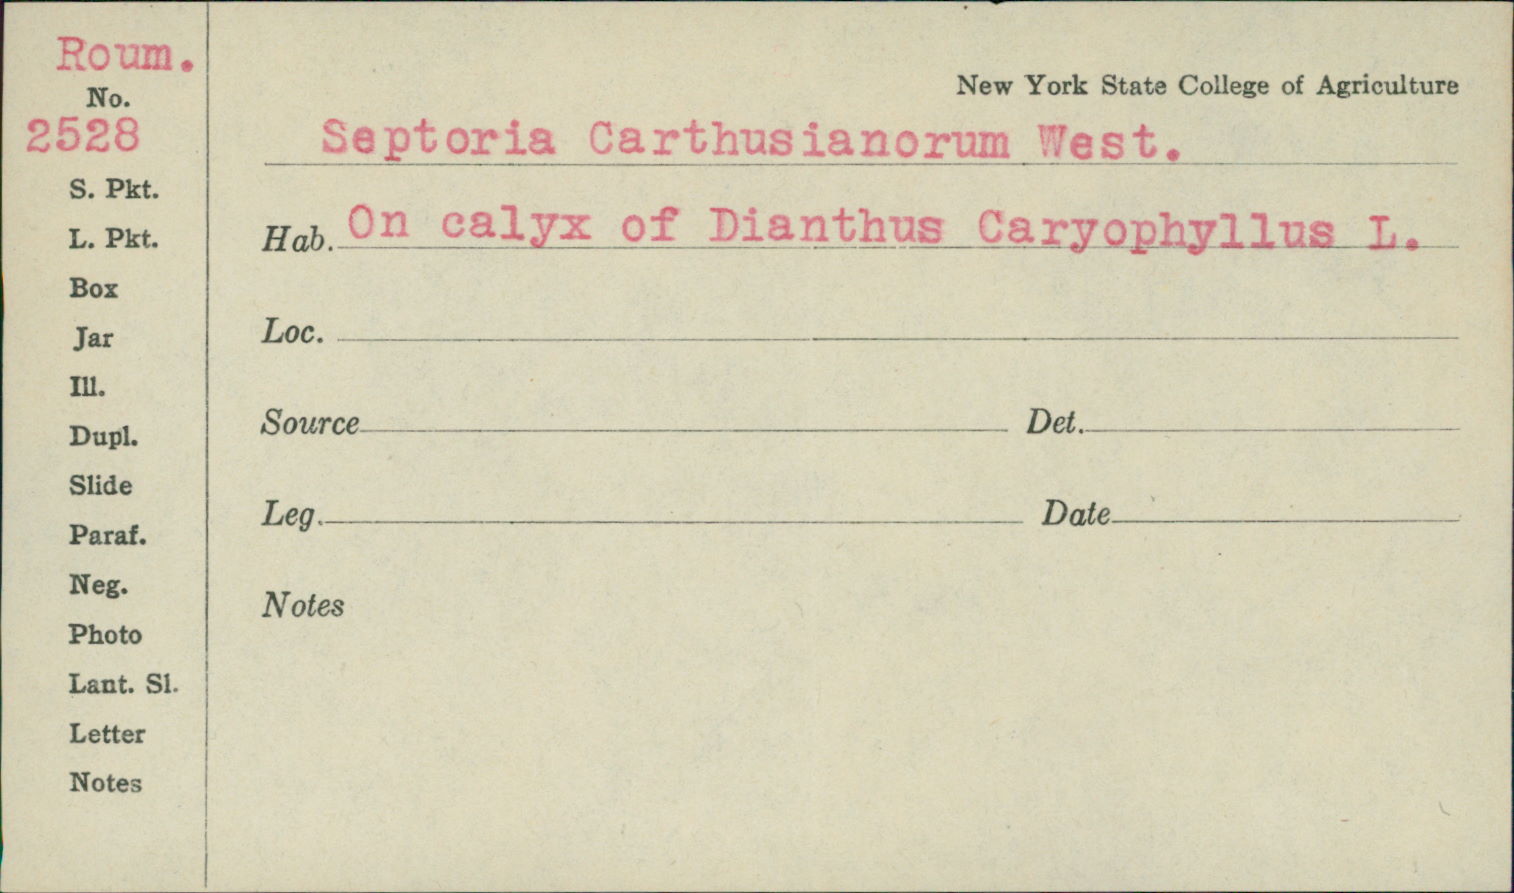 Roum.
No.
2528
S. Pkt.
L. Pkt.
Box
Jar
Ill.
Dupl.
Slide
Paraf.
Neg.
Photo
Lant. Sl.
Letter
Notes
New York State College of Agriculture
Septoria Carthusianorum West.
Hab. On calyx of Dianthus Caryophyllus L.
Loc.
Source Det.
Leg. Date
Notes